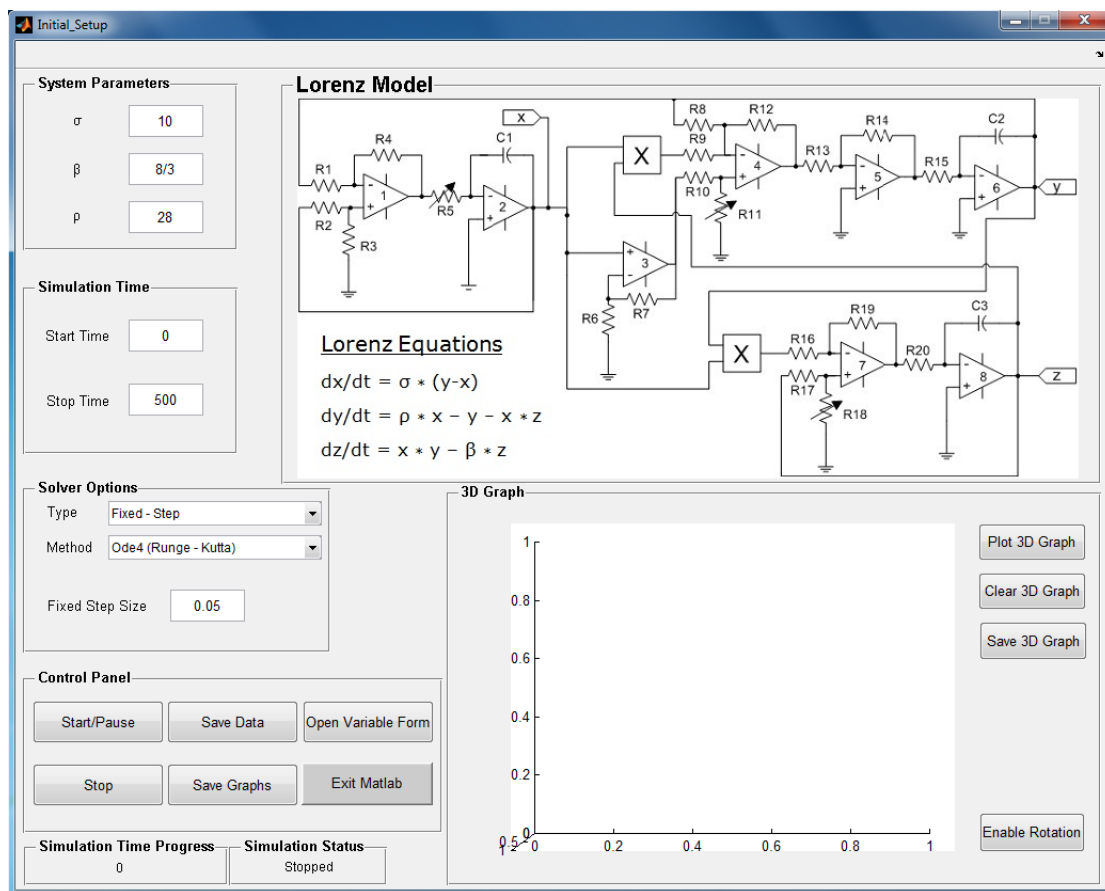 Initial_Setup
System Parameters
σ 10
β 8/3
ρ 28
Simulation Time
Start Time 0
Stop Time 500
Solver Options
Type Fixed - Step
Method Ode4 (Runge - Kutta)
Fixed Step Size 0.05
Control Panel
Start/Pause Save Data Open Variable Form
Stop Save Graphs Exit Matlab
Simulation Time Progress
0
Simulation Status
Stopped
Lorenz Model
x
R1
R2
R3
R4
1
R5
C1
2
X
R8
R9
R10
R11
R12
4
R13
R14
5
R15
C2
6
y
3
R6
R7
X
R16
R17
R18
R19
7
R20
C3
8
z
Lorenz Equations
dx/dt = σ * (y-x)
dy/dt = ρ * x – y – x * z
dz/dt = x * y – β * z
3D Graph
1
0.8
0.6
0.4
0.2
0
0.5
1
0 0.2 0.4 0.6 0.8 1
Plot 3D Graph
Clear 3D Graph
Save 3D Graph
Enable Rotation